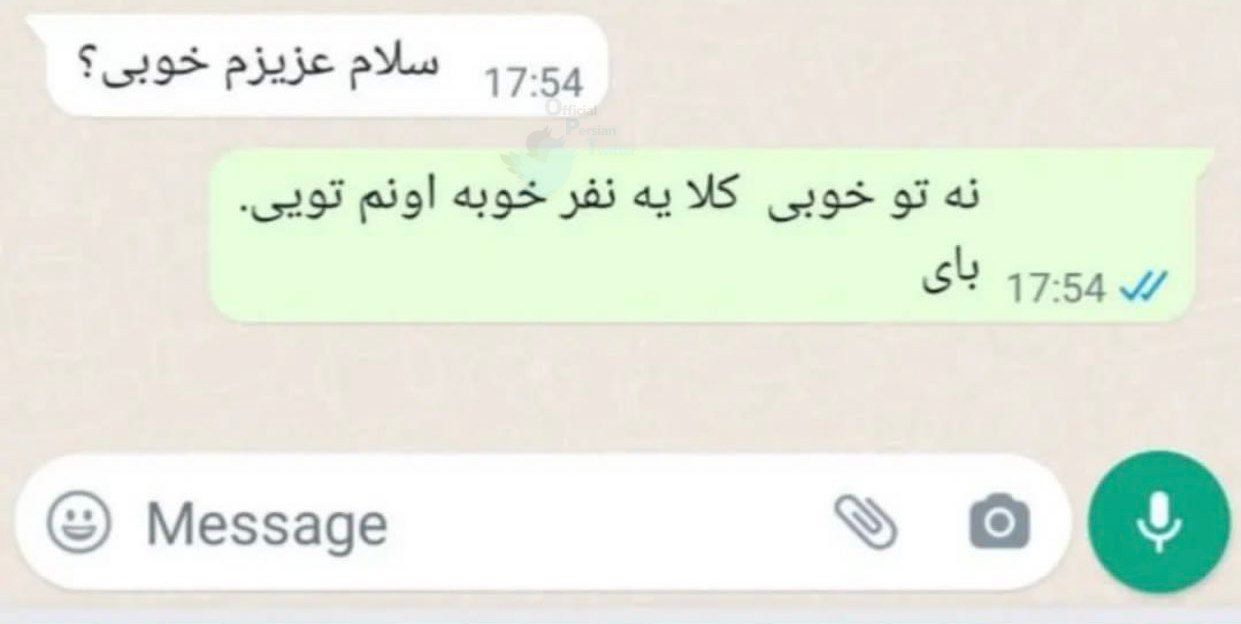 سلام عزیزم خوبی؟
17:54
Official
Persian
نه تو خوبی کلا یه نفر خوبه اونم تویی.
بای
17:54
Message